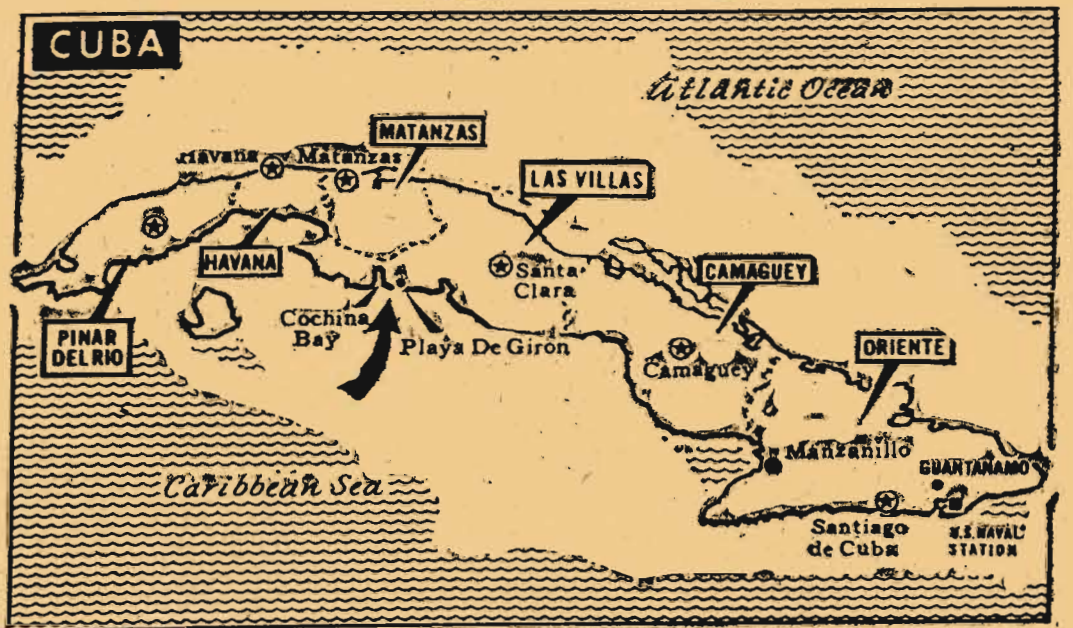 CUBA
Atlantic Ocean
MATANZAS
Havana
Matanzas
LAS VILLAS
HAVANA
Santa
Clara
CAMAGUEY
PINAR
DEL RIO
Cochina
Bay
Playa De Giron
ORIENTE
Camaguey
Manzanillo
GUANTANAMO
Caribbean Sea
Santiago
de Cuba
U.S. NAVAL
STATION